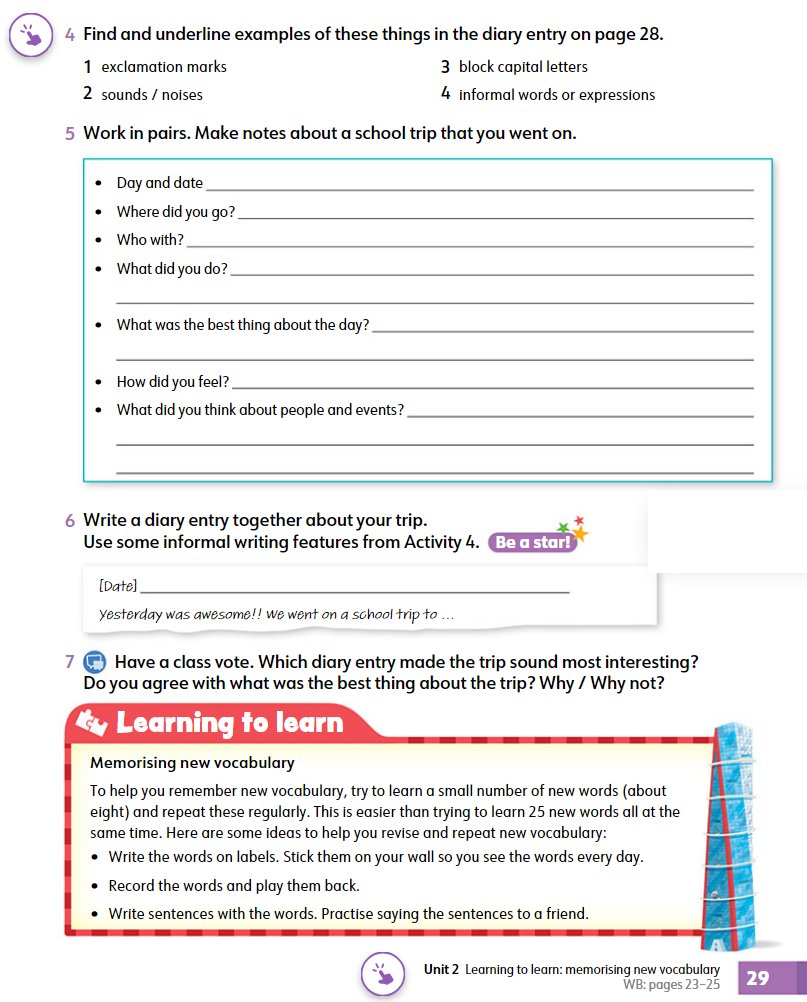 4 Find and underline examples of these things in the diary entry on page 28.
1 exclamation marks
2 sounds / noises
3 block capital letters
4 informal words or expressions
5 Work in pairs. Make notes about a school trip that you went on.
• Day and date
• Where did you go?
• Who with?
• What did you do?
• What was the best thing about the day?
• How did you feel?
• What did you think about people and events?
6 Write a diary entry together about your trip.
Use some informal writing features from Activity 4. Be a star!
[Date]
Yesterday was awesome!! We went on a school trip to ...
7 Have a class vote. Which diary entry made the trip sound most interesting?
Do you agree with what was the best thing about the trip? Why / Why not?
Learning to learn
Memorising new vocabulary
To help you remember new vocabulary, try to learn a small number of new words (about
eight) and repeat these regularly. This is easier than trying to learn 25 new words all at the
same time. Here are some ideas to help you revise and repeat new vocabulary:
• Write the words on labels. Stick them on your wall so you see the words every day.
• Record the words and play them back.
• Write sentences with the words. Practise saying the sentences to a friend.
Unit 2 Learning to learn: memorising new vocabulary
WB: pages 23–25
29